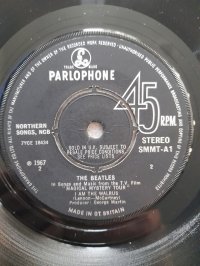 PARLOPHONE
45 R.P.M.
NORTHERN
SONGS, NCB
7YCE 18434
SOLD IN U.K. SUBJECT TO
RESALE PRICE CONDITIONS,
SEE PRICE LISTS
STEREO
SMMT-A1
℗ 1967
2
2
THE BEATLES
In Songs and Music from the T.V. Film
"MAGICAL MYSTERY TOUR"
I AM THE WALRUS
(Lennon-McCartney)
Producer: George Martin
MADE IN GT. BRITAIN